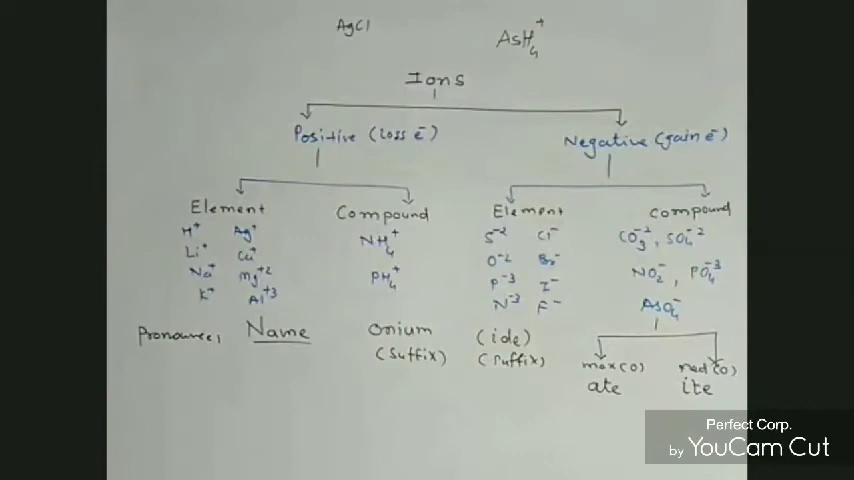 AgCl AsH₄⁺
Ions
Positive (Loss e⁻) Negative (gain e⁻)
Element Compound Element Compound
H⁺ Ag⁺ NH₄⁺ S⁻² Cl⁻ CO₃⁻², SO₄⁻²
Li⁺ Cu⁺ O⁻² Br⁻
Na⁺ Mg⁺² PH₄⁺ P⁻³ I⁻ NO₂⁻, PO₄⁻³
K⁺ Al⁺³ N⁻³ F⁻ AsO₄⁻
Name Onium (ide)
(Suffix) (Suffix)
max(O) (O)
ate ite
Perfect Corp.
by YouCam Cut